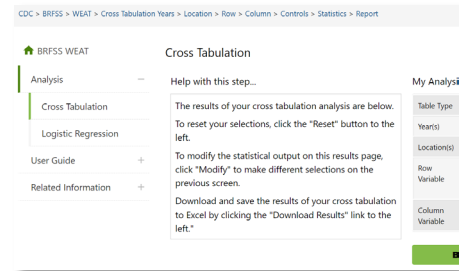 CDC > BRFSS > WEAT > Cross Tabulation Years > Location > Row > Column > Controls > Statistics > Report
BRFSS WEAT
Analysis
Cross Tabulation
Logistic Regression
User Guide
Related Information
Cross Tabulation
Help with this step...
The results of your cross tabulation analysis are below.
To reset your selections, click the "Reset" button to the
left.
To modify the statistical output on this results page,
click "Modify" to make different selections on the
previous screen.
Download and save the results of your cross tabulation
to Excel by clicking the "Download Results" link to the
left."
My Analysi
Table Type
Year(s)
Location(s)
Row
Variable
Column
Variable